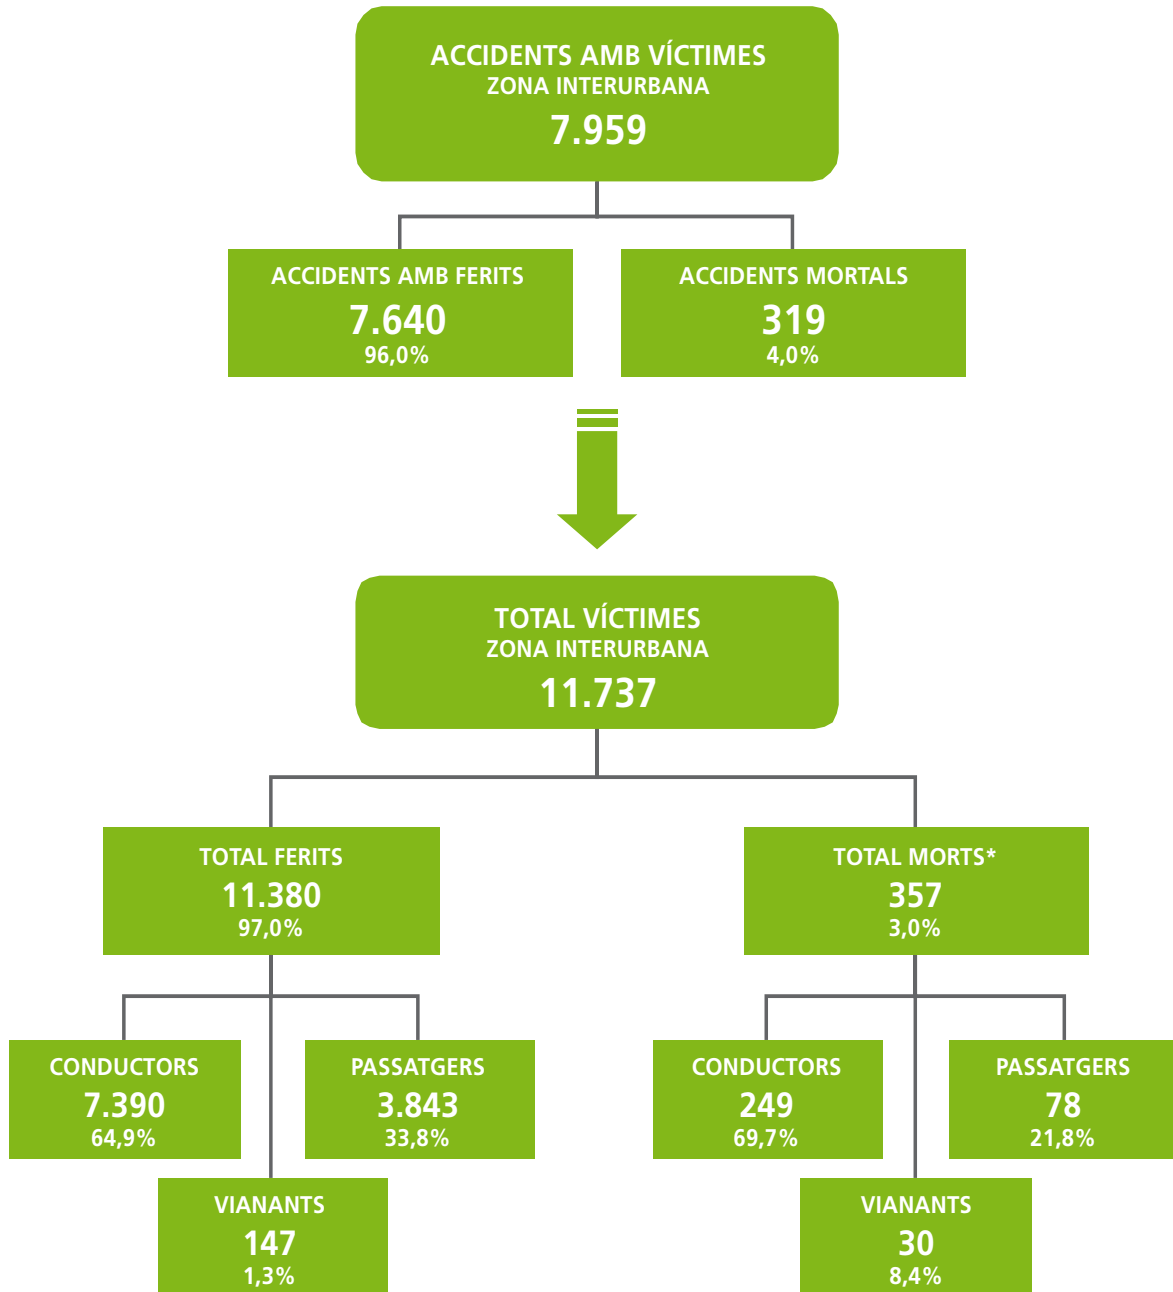 ACCIDENTS AMB VÍCTIMES
ZONA INTERURBANA
7.959
ACCIDENTS AMB FERITS
7.640
96,0%
ACCIDENTS MORTALS
319
4,0%
TOTAL VÍCTIMES
ZONA INTERURBANA
11.737
TOTAL FERITS
11.380
97,0%
TOTAL MORTS*
357
3,0%
CONDUCTORS
7.390
64,9%
PASSATGERS
3.843
33,8%
VIANANTS
147
1,3%
CONDUCTORS
249
69,7%
PASSATGERS
78
21,8%
VIANANTS
30
8,4%